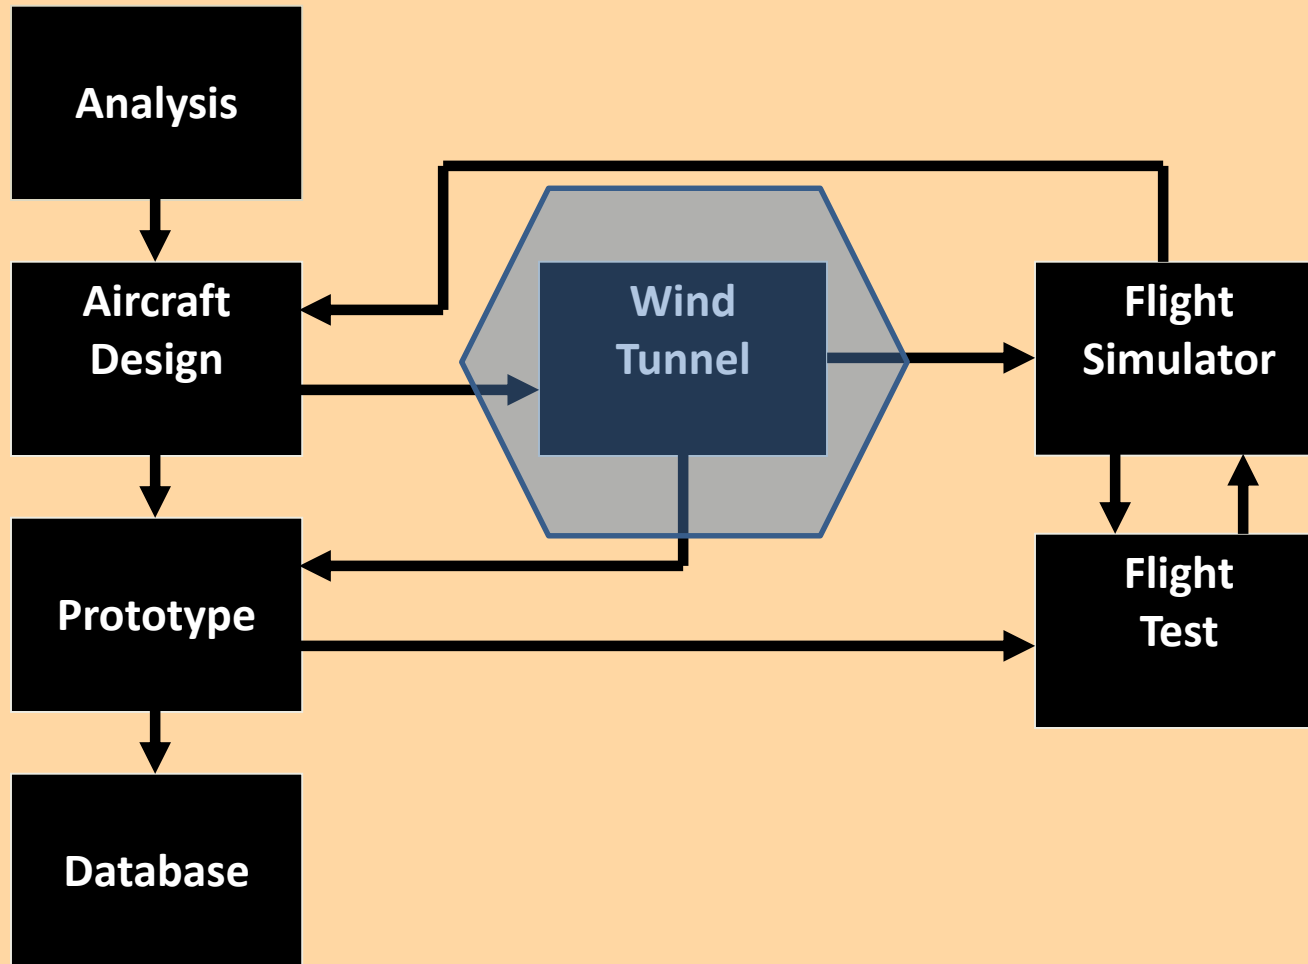 Analysis
Aircraft
Design
Wind
Tunnel
Flight
Simulator
Prototype
Flight
Test
Database